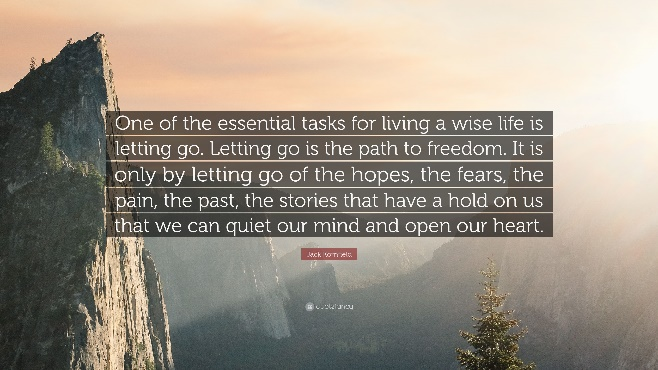 One of the essential tasks for living a wise life is
letting go. Letting go is the path to freedom. It is
only by letting go of the hopes, the fears, the
pain, the past, the stories that have a hold on us
that we can quiet our mind and open our heart.
Jack Kornfield
quotefancy